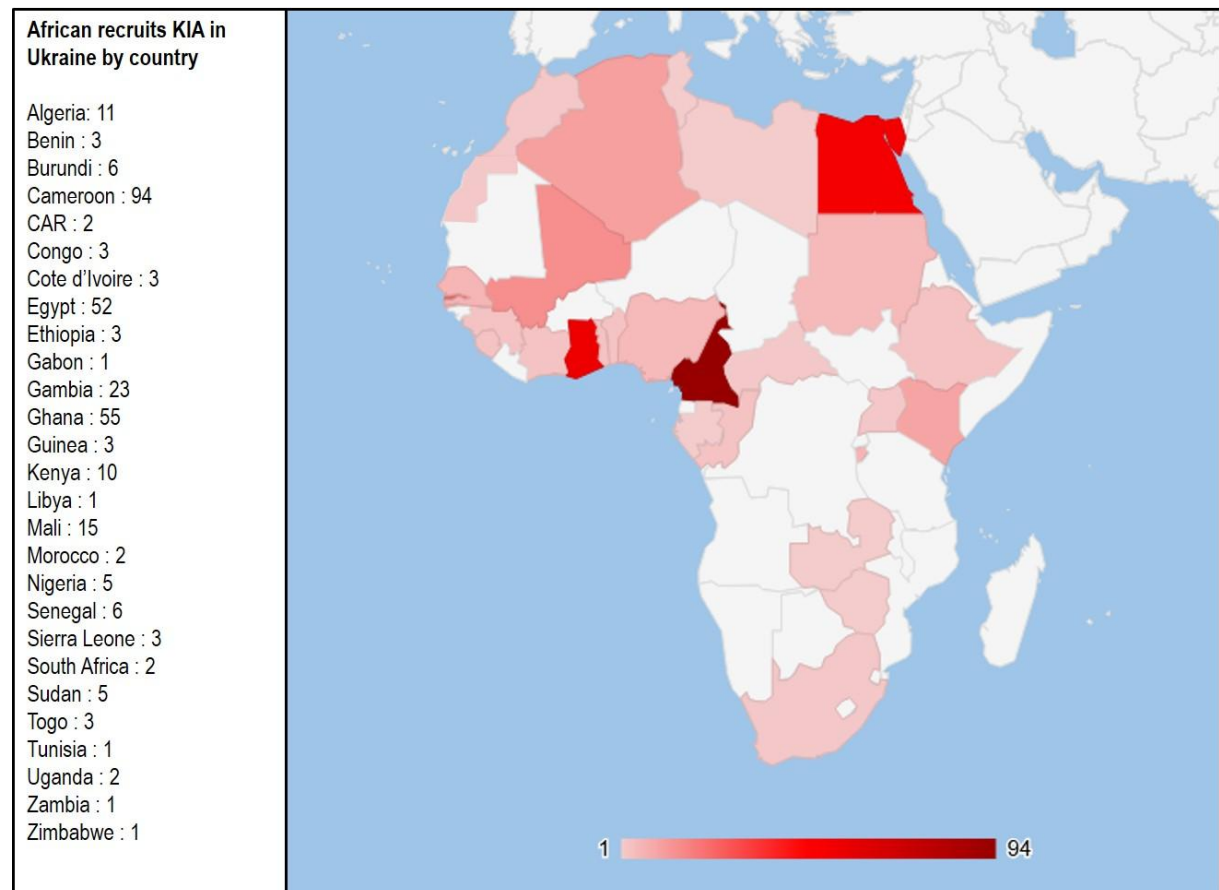 African recruits KIA in
Ukraine by country
Algeria: 11
Benin : 3
Burundi : 6
Cameroon : 94
CAR : 2
Congo : 3
Cote d’Ivoire : 3
Egypt : 52
Ethiopia : 3
Gabon : 1
Gambia : 23
Ghana : 55
Guinea : 3
Kenya : 10
Libya : 1
Mali : 15
Morocco : 2
Nigeria : 5
Senegal : 6
Sierra Leone : 3
South Africa : 2
Sudan : 5
Togo : 3
Tunisia : 1
Uganda : 2
Zambia : 1
Zimbabwe : 1
1 94